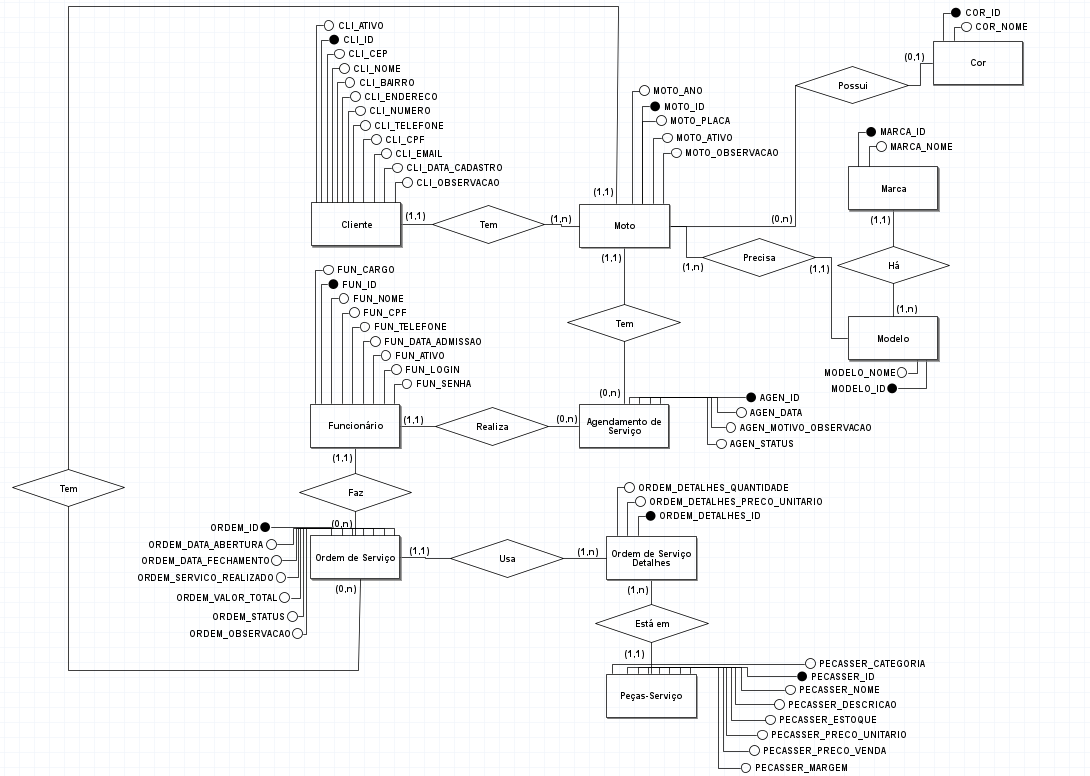 CLI_ATIVO
CLI_ID
CLI_CEP
CLI_NOME
CLI_BAIRRO
CLI_ENDERECO
CLI_NUMERO
CLI_TELEFONE
CLI_CPF
CLI_EMAIL
CLI_DATA_CADASTRO
CLI_OBSERVACAO
Cliente
(1,1)
Tem
(1,n)
MOTO_ANO
MOTO_ID
MOTO_PLACA
MOTO_ATIVO
MOTO_OBSERVACAO
(1,1)
Moto
(0,n)
Possui
(0,1)
COR_ID
COR_NOME
Cor
(1,n)
Precisa
(1,1)
MARCA_ID
MARCA_NOME
Marca
(1,1)
Há
(1,n)
Modelo
MODELO_NOME
MODELO_ID
(1,1)
Tem
(0,n)
FUN_CARGO
FUN_ID
FUN_NOME
FUN_CPF
FUN_TELEFONE
FUN_DATA_ADMISSAO
FUN_ATIVO
FUN_LOGIN
FUN_SENHA
Funcionário
(1,1)
Realiza
(0,n)
Agendamento de
Serviço
AGEN_ID
AGEN_DATA
AGEN_MOTIVO_OBSERVACAO
AGEN_STATUS
(1,1)
Faz
(0,n)
Tem
ORDEM_ID
ORDEM_DATA_ABERTURA
ORDEM_DATA_FECHAMENTO
ORDEM_SERVICO_REALIZADO
ORDEM_VALOR_TOTAL
ORDEM_STATUS
ORDEM_OBSERVACAO
Ordem de Serviço
(0,n)
(1,1)
Usa
(1,n)
ORDEM_DETALHES_QUANTIDADE
ORDEM_DETALHES_PRECO_UNITARIO
ORDEM_DETALHES_ID
Ordem de Serviço
Detalhes
(1,n)
Está em
(1,1)
Peças-Serviço
PECASSER_CATEGORIA
PECASSER_ID
PECASSER_NOME
PECASSER_DESCRICAO
PECASSER_ESTOQUE
PECASSER_PRECO_UNITARIO
PECASSER_PRECO_VENDA
PECASSER_MARGEM